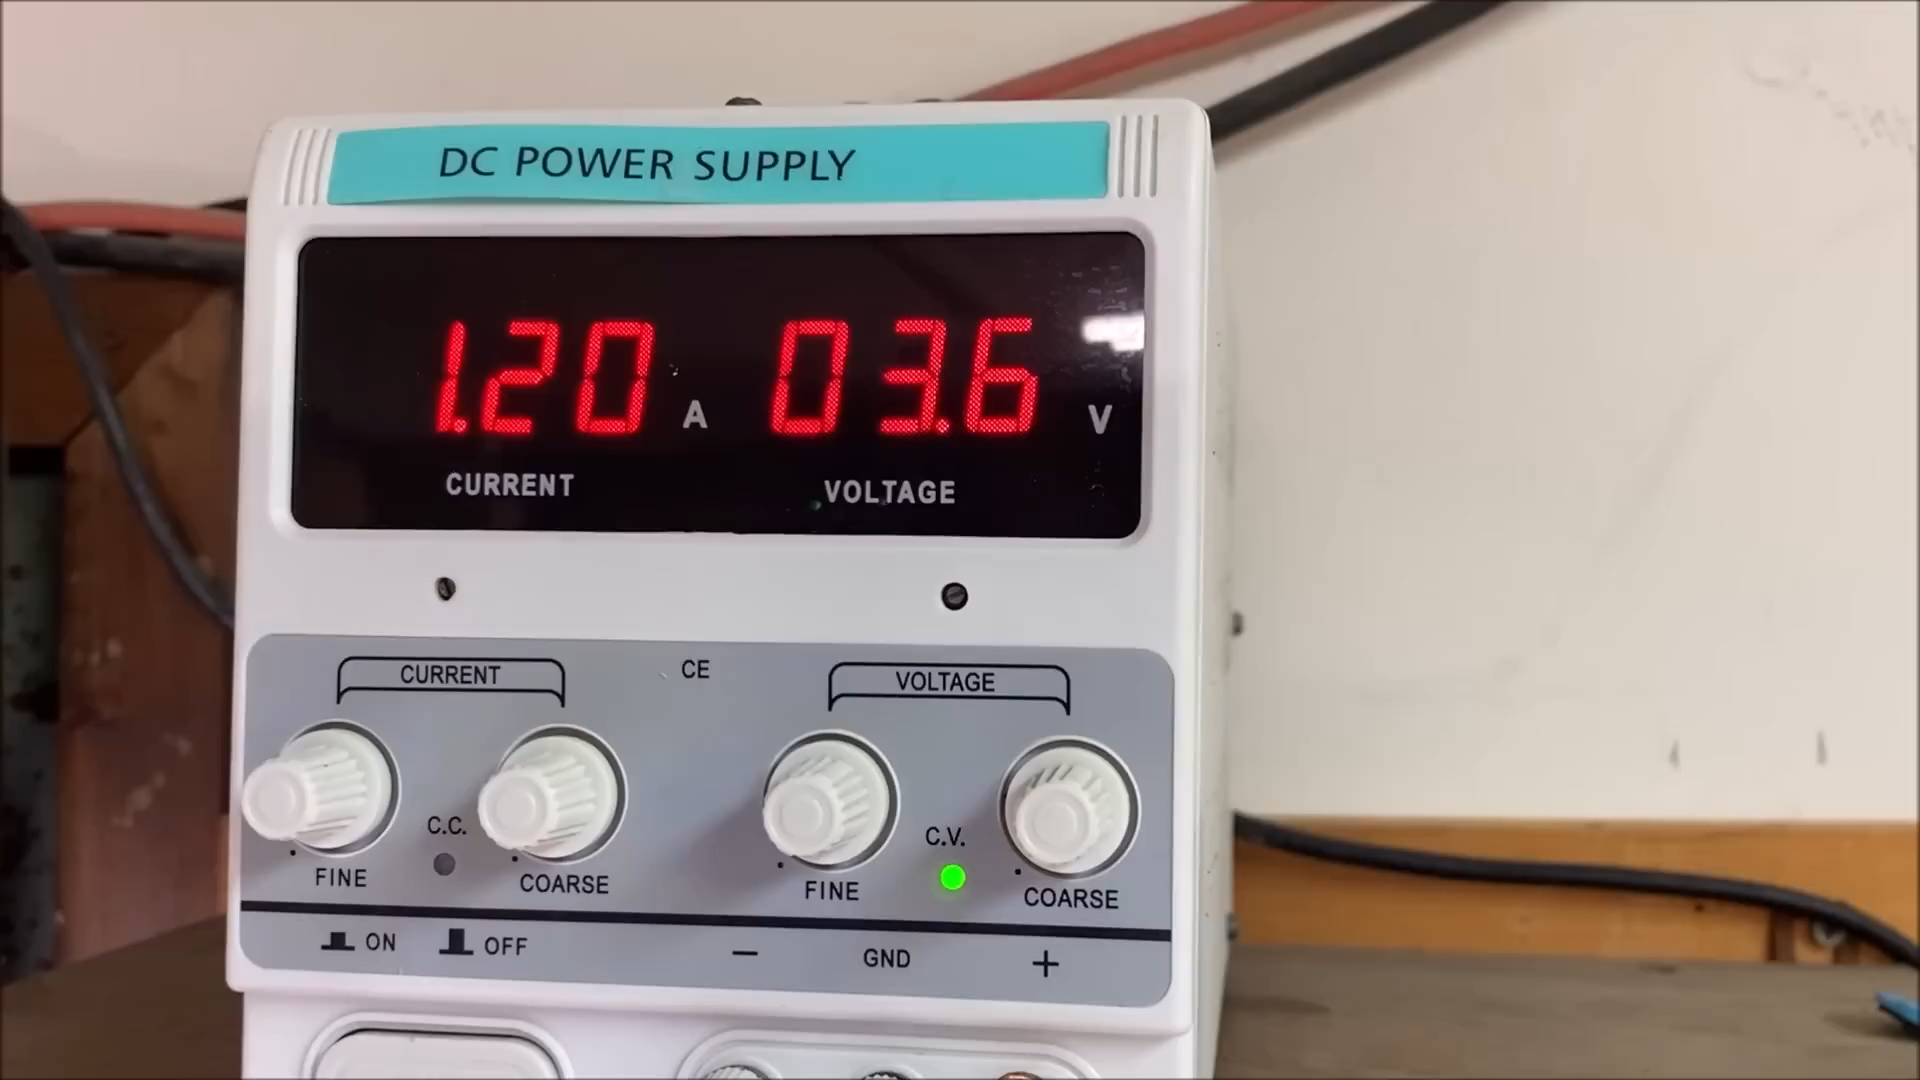 DC POWER SUPPLY
1.20 A 03.6 V
CURRENT VOLTAGE
CURRENT CE VOLTAGE
C.C. C.V.
FINE COARSE FINE COARSE
ON OFF − GND +